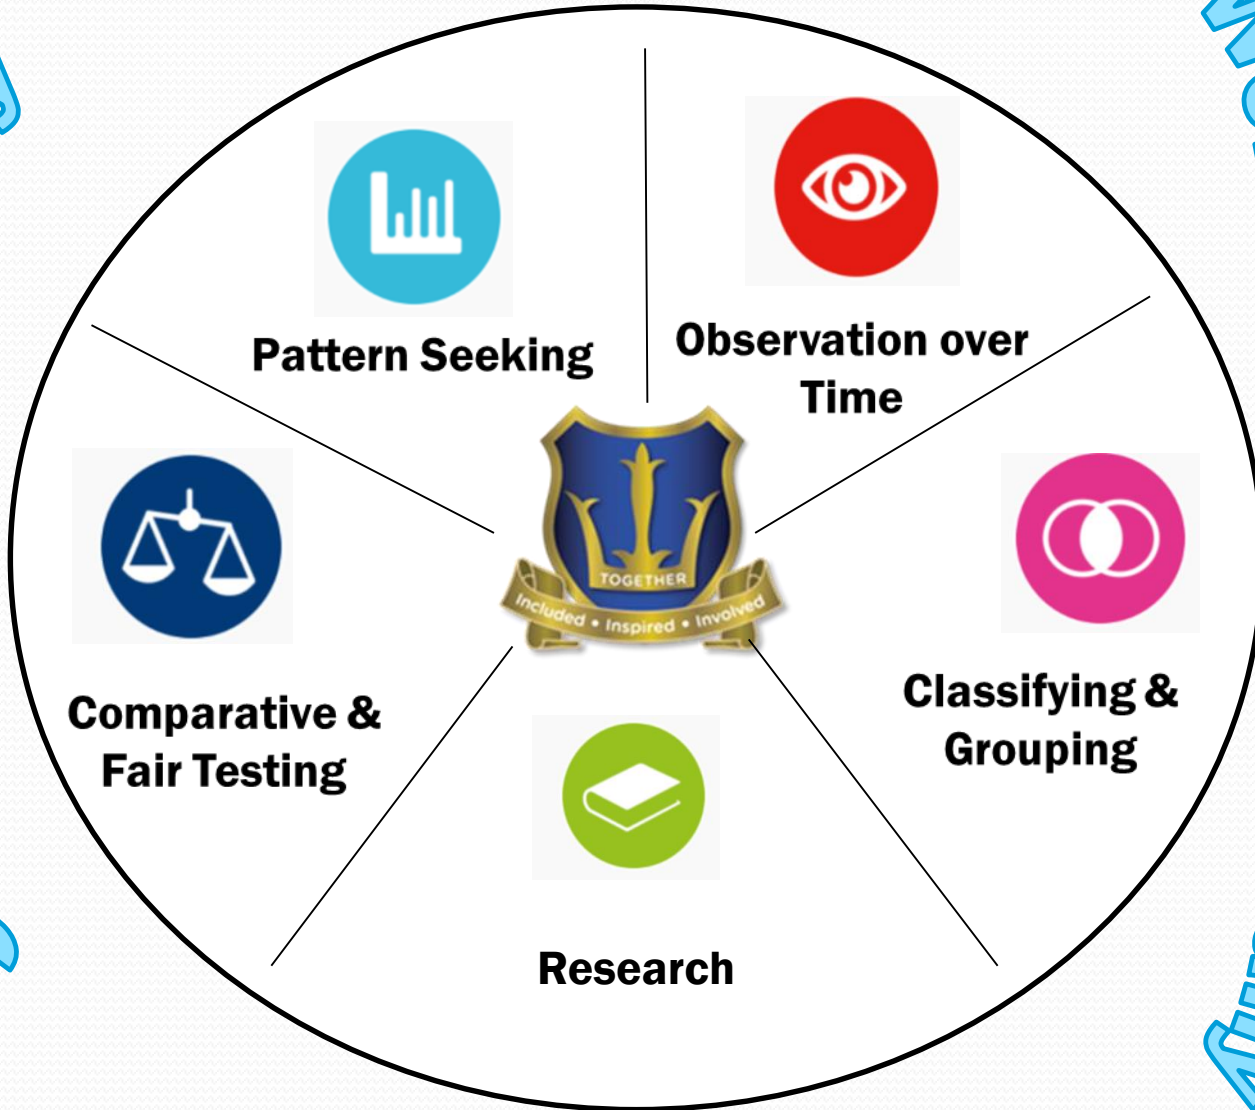 Pattern Seeking
Observation over
Time
Comparative &
Fair Testing
TOGETHER
Included • Inspired • Involved
Classifying &
Grouping
Research